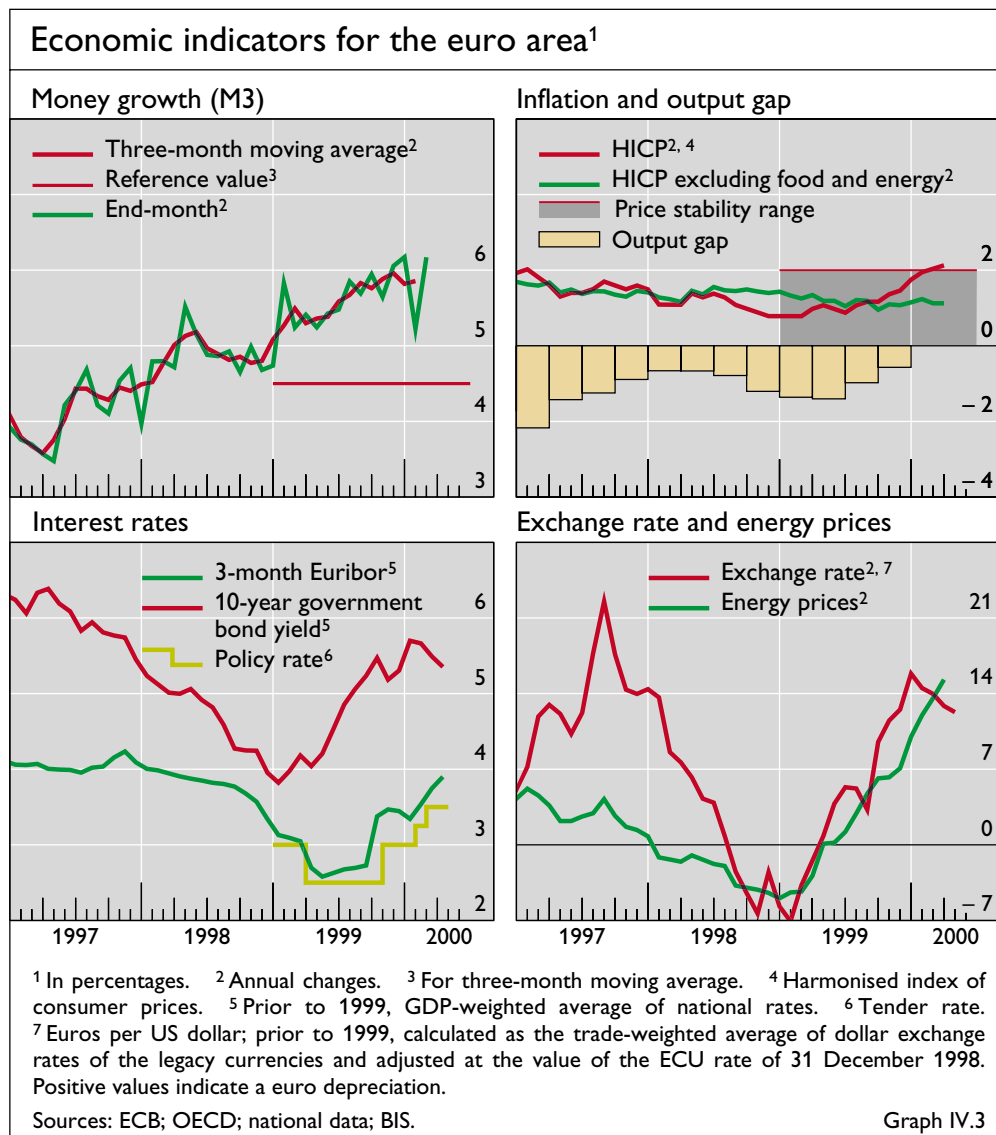 Economic indicators for the euro area1
Money growth (M3)
Three-month moving average2
Reference value3
End-month2
6
5
4
3
Inflation and output gap
HICP2, 4
HICP excluding food and energy2
Price stability range
Output gap
2
0
– 2
– 4
Interest rates
3-month Euribor5
10-year government
bond yield5
Policy rate6
6
5
4
3
2
1997
1998
1999
2000
Exchange rate and energy prices
Exchange rate2, 7
Energy prices2
21
14
7
0
– 7
1997
1998
1999
2000
1 In percentages. 2 Annual changes. 3 For three-month moving average. 4 Harmonised index of
consumer prices. 5 Prior to 1999, GDP-weighted average of national rates. 6 Tender rate.
7 Euros per US dollar; prior to 1999, calculated as the trade-weighted average of dollar exchange
rates of the legacy currencies and adjusted at the value of the ECU rate of 31 December 1998.
Positive values indicate a euro depreciation.
Sources: ECB; OECD; national data; BIS.
Graph IV.3